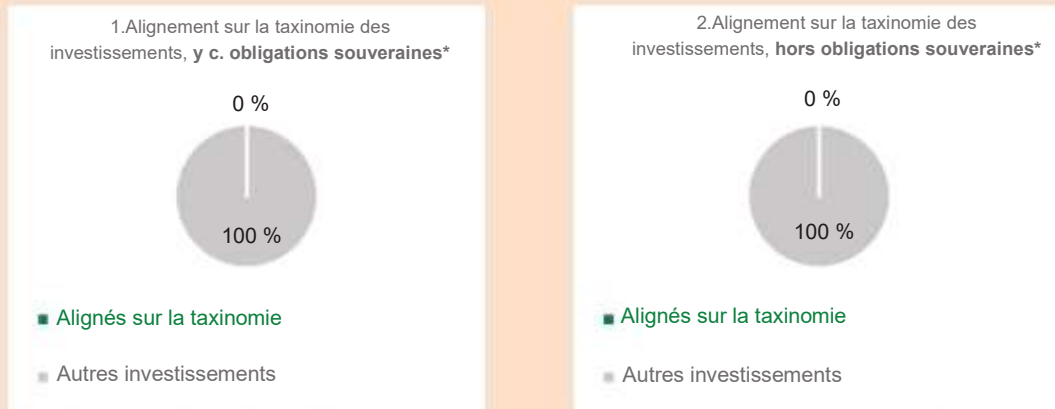 1.Alignement sur la taxinomie des
investissements, y c. obligations souveraines*
0 %
100 %
Alignés sur la taxinomie
Autres investissements
2.Alignement sur la taxinomie des
investissements, hors obligations souveraines*
0 %
100 %
Alignés sur la taxinomie
Autres investissements